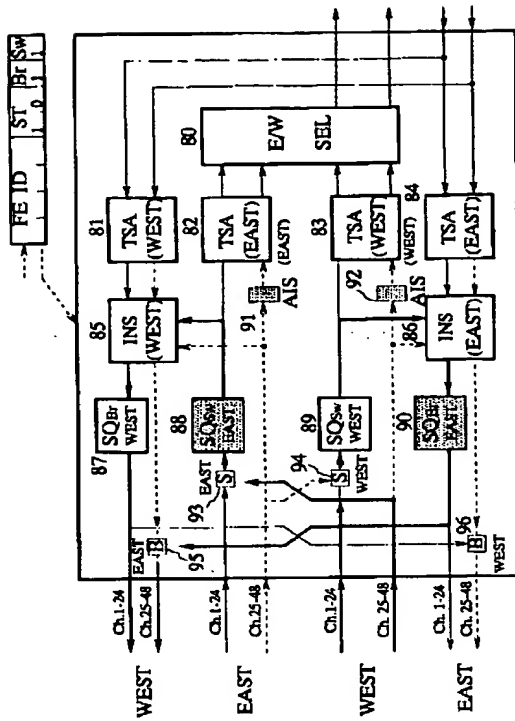 FE ID ST Br Sw
1 0 1 1
80
E/W
SEL
81
TSA
(WEST)
82
TSA
(EAST)
(EAST)
83
TSA
(WEST)
(WEST)
84
TSA
(EAST)
85
INS
(WEST)
91
AIS
92
AIS
86
INS
(EAST)
87
SQBr
WEST
88
SQSw
EAST
89
SQSw
WEST
90
SQBr
EAST
EAST
S
93
94
S
WEST
EAST
B
95
96
B
WEST
Ch.1-24
Ch.25-48
WEST
Ch.1-24
Ch.25-48
EAST
Ch.1-24
Ch. 25-48
WEST
Ch.1-24
Ch. 25-48
EAST